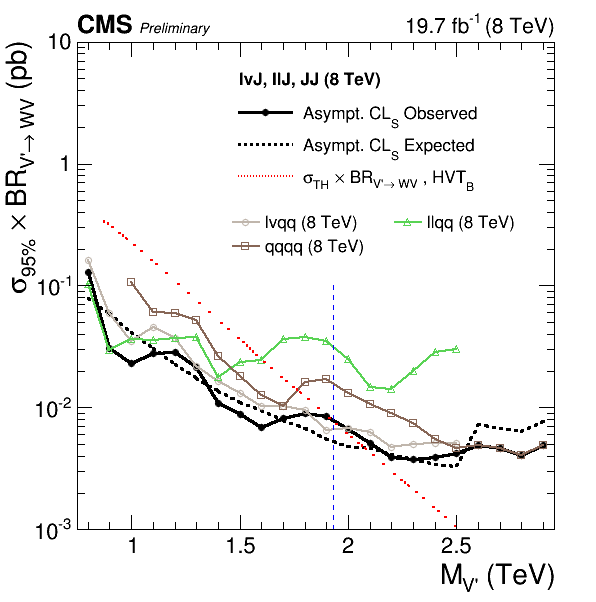 CMS Preliminary 19.7 fb⁻¹ (8 TeV)
σ95% × BRV'→ WV (pb)
10
1
10⁻¹
10⁻²
10⁻³
lνJ, llJ, JJ (8 TeV)
Asympt. CLS Observed
Asympt. CLS Expected
σTH × BRV'→ WV , HVTB
lνqq (8 TeV) llqq (8 TeV)
qqqq (8 TeV)
1 1.5 2 2.5
MV' (TeV)